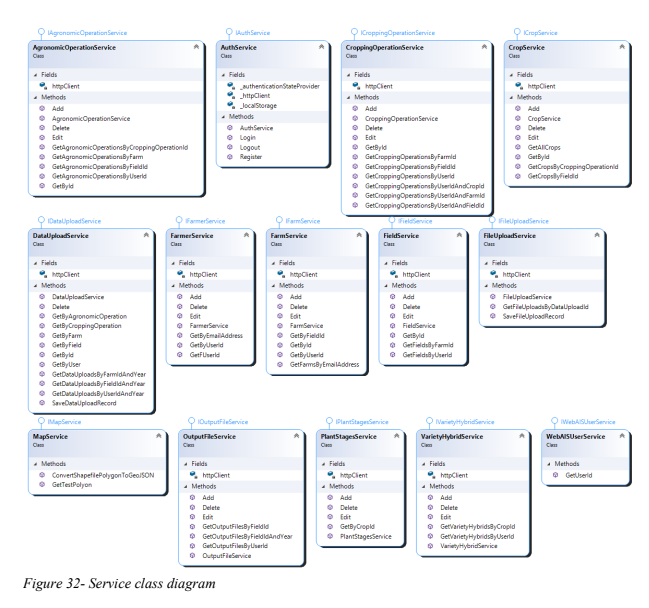 IAgronomicOperationService
AgronomicOperationService
Class
Fields
httpClient
Methods
Add
AgronomicOperationService
Delete
Edit
GetAgronomicOperationsByCroppingOperationId
GetAgronomicOperationsByFarm
GetAgronomicOperationsByFieldId
GetAgronomicOperationsByUserId
GetById
IAuthService
AuthService
Class
Fields
_authenticationStateProvider
_httpClient
_localStorage
Methods
AuthService
Login
Logout
Register
ICroppingOperationService
CroppingOperationService
Class
Fields
httpClient
Methods
Add
CroppingOperationService
Delete
Edit
GetById
GetCroppingOperationsByFarmId
GetCroppingOperationsByFieldId
GetCroppingOperationsByUserId
GetCroppingOperationsByUserIdAndCropId
GetCroppingOperationsByUserIdAndFarmId
GetCroppingOperationsByUserIdAndFieldId
ICropService
CropService
Class
Fields
httpClient
Methods
Add
CropService
Delete
Edit
GetAllCrops
GetById
GetCropsByCroppingOperationId
GetCropsByFieldId
IDataUploadService
DataUploadService
Class
Fields
httpClient
Methods
DataUploadService
Delete
GetByAgronomicOperation
GetByCroppingOperation
GetByFarm
GetByField
GetById
GetByUser
GetDataUploadsByFarmIdAndYear
GetDataUploadsByFieldIdAndYear
GetDataUploadsByUserIdAndYear
SaveDataUploadRecord
IFarmerService
FarmerService
Class
Fields
httpClient
Methods
Add
Delete
Edit
FarmerService
GetByEmailAddress
GetByUserId
GetFUserId
IFarmService
FarmService
Class
Fields
httpClient
Methods
Add
Delete
Edit
FarmService
GetByFieldId
GetById
GetByUserId
GetFarmsByEmailAddress
IFieldService
FieldService
Class
Fields
httpClient
Methods
Add
Delete
Edit
FieldService
GetById
GetFieldsByFarmId
GetFieldsByUserId
IFileUploadService
FileUploadService
Class
Fields
httpClient
Methods
FileUploadService
GetFileUploadsByDataUploadId
SaveFileUploadRecord
IMapService
MapService
Class
Methods
ConvertShapefilePolygonToGeoJSON
GetTestPolygon
IOutputFileService
OutputFileService
Class
Fields
httpClient
Methods
Add
Delete
Edit
GetOutputFilesByFieldId
GetOutputFilesByFieldIdAndYear
GetOutputFilesByUserId
OutputFileService
IPlantStagesService
PlantStagesService
Class
Fields
httpClient
Methods
Add
Delete
Edit
GetByCropId
PlantStagesService
IVarietyHybridService
VarietyHybridService
Class
Fields
httpClient
Methods
Add
Delete
Edit
GetVarietyHybridsByCropId
GetVarietyHybridsByUserId
VarietyHybridService
IWebAISUserService
WebAISUserService
Class
Methods
GetUserId
Figure 32- Service class diagram